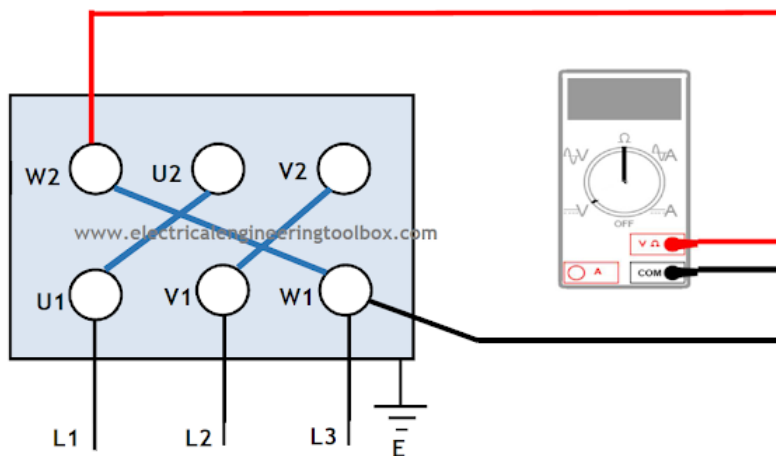 W2 U2 V2
www.electricalengineeringtoolbox.com
U1 V1 W1
L1 L2 L3 E
Ω
V A
V A
OFF
V Ω
A COM